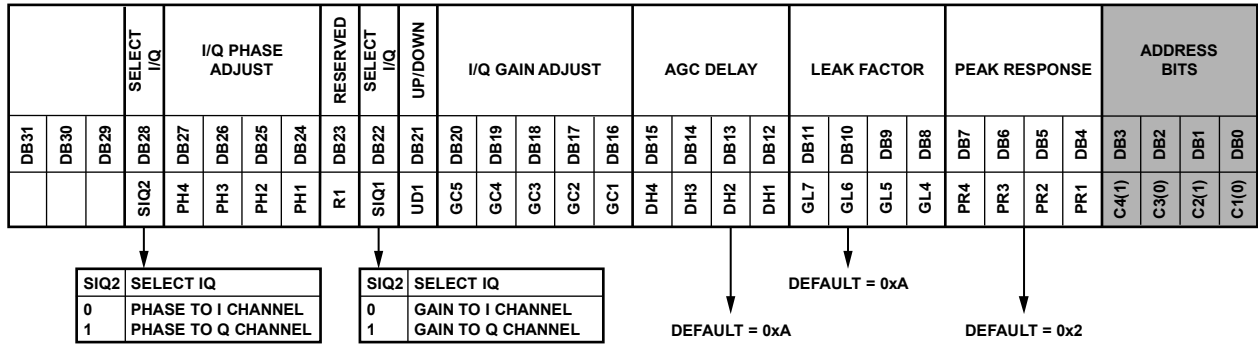 SELECT I/Q
I/Q PHASE ADJUST
RESERVED
SELECT I/Q
UP/DOWN
I/Q GAIN ADJUST
AGC DELAY
LEAK FACTOR
PEAK RESPONSE
ADDRESS BITS
DB31 DB30 DB29 DB28 DB27 DB26 DB25 DB24 DB23 DB22 DB21 DB20 DB19 DB18 DB17 DB16 DB15 DB14 DB13 DB12 DB11 DB10 DB9 DB8 DB7 DB6 DB5 DB4 DB3 DB2 DB1 DB0
SIQ2 PH4 PH3 PH2 PH1 R1 SIQ1 UD1 GC5 GC4 GC3 GC2 GC1 DH4 DH3 DH2 DH1 GL7 GL6 GL5 GL4 PR4 PR3 PR2 PR1 C4(1) C3(0) C2(1) C1(0)
SIQ2 SELECT IQ
0 PHASE TO I CHANNEL
1 PHASE TO Q CHANNEL
SIQ2 SELECT IQ
0 GAIN TO I CHANNEL
1 GAIN TO Q CHANNEL
DEFAULT = 0xA
DEFAULT = 0xA
DEFAULT = 0x2